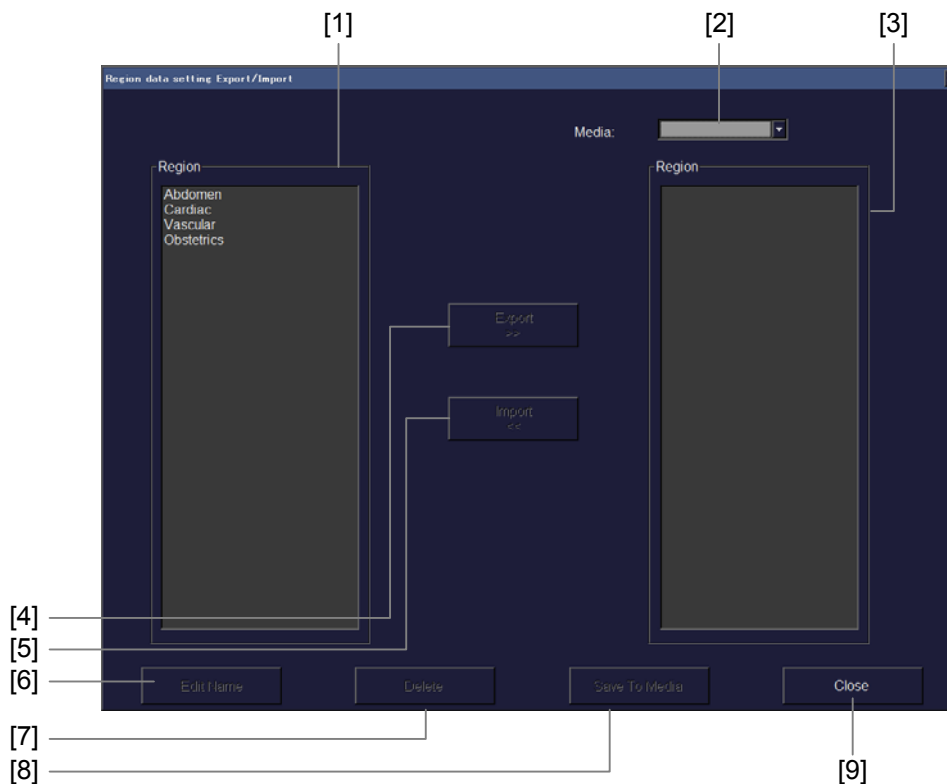 [1] [2] [3]
Region data setting Export/Import
Media:
Region
Abdomen
Cardiac
Vascular
Obstetrics
Region
Export
>>
Import
<<
[4]
[5]
[6]
Edit Name
Delete
Save To Media
Close
[7]
[8]
[9]